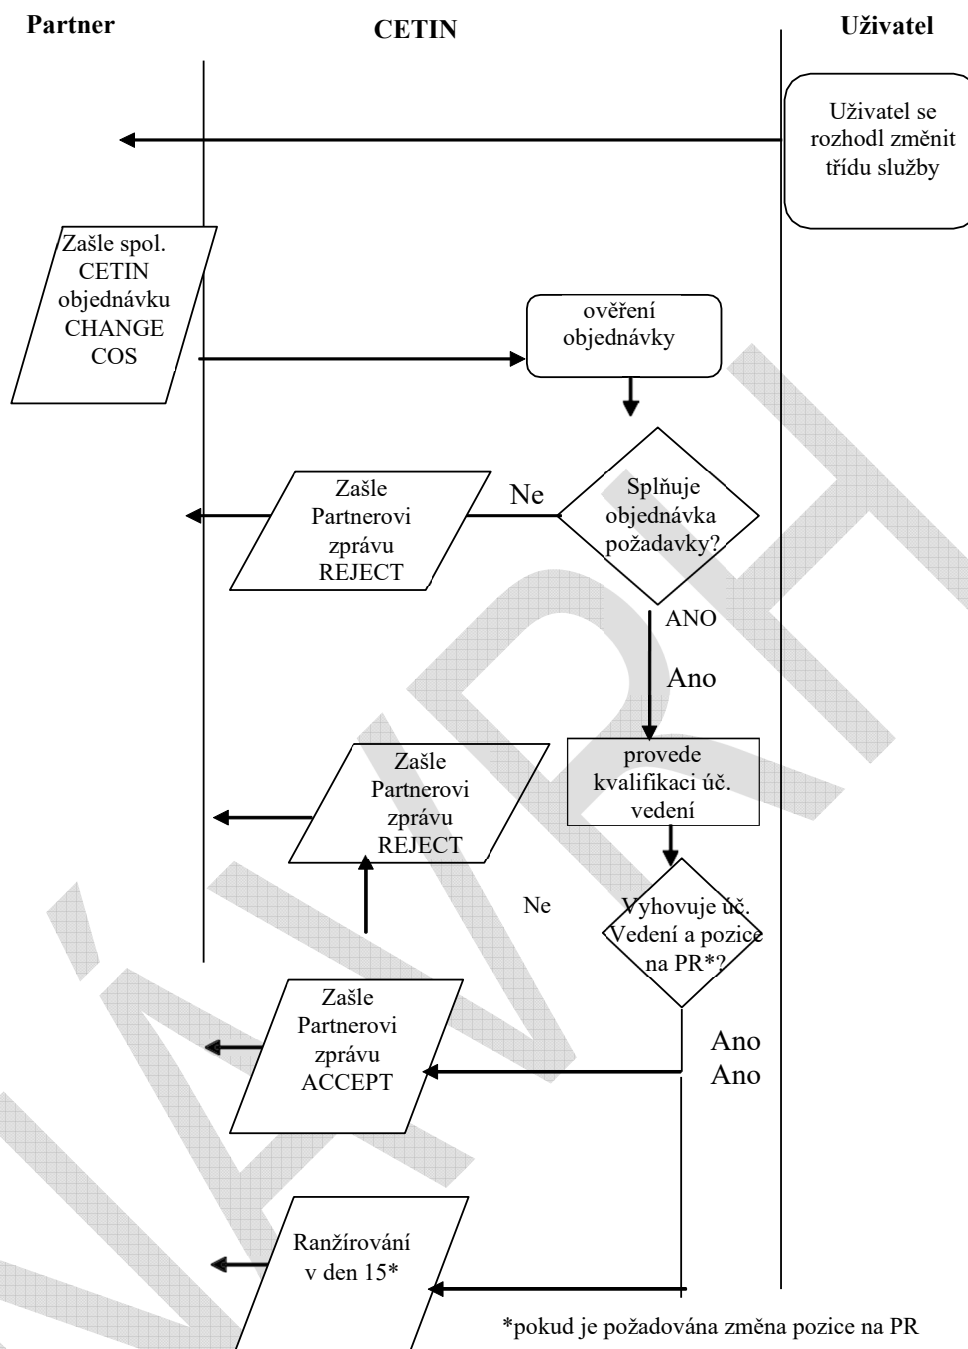 Partner
CETIN
Uživatel
Uživatel se
rozhodl změnit
třídu služby
Zašle spol.
CETIN
objednávku
CHANGE
COS
ověření
objednávky
Splňuje
objednávka
požadavky?
Ne
Zašle
Partnerovi
zprávu
REJECT
ANO
Ano
provede
kvalifikaci úč.
vedení
Zašle
Partnerovi
zprávu
REJECT
Ne
Vyhovuje úč.
Vedení a pozice
na PR*?
Zašle
Partnerovi
zprávu
ACCEPT
Ano
Ano
Ranžírování
v den 15*
*pokud je požadována změna pozice na PR
NÁVRH